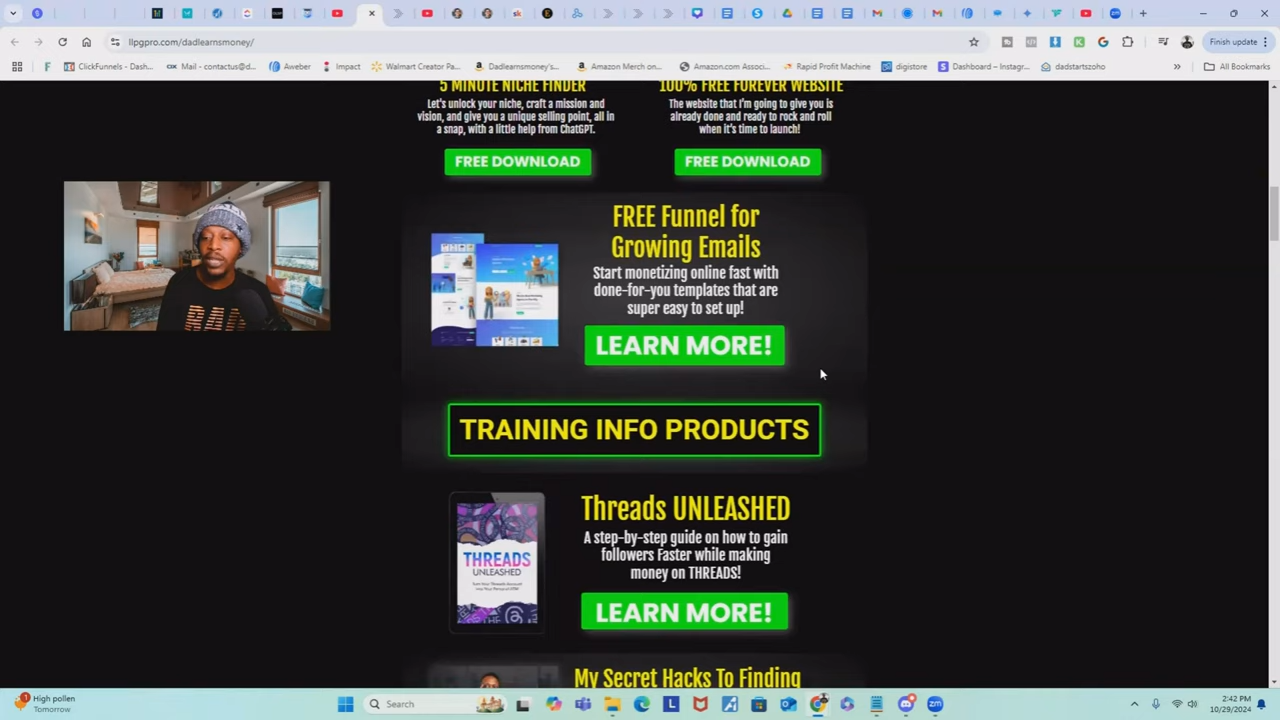 llpgpro.com/dadlearnsmoney/
Finish update
ClickFunnels - Dash...
Mail - contactus@d...
Aweber
Impact
Walmart Creator Pa...
Dadlearnsmoney's...
Amazon Merch on...
Amazon.com Associ...
Rapid Profit Machine
digistore
Dashboard – Instagr...
dadstartszoho
All Bookmarks
5 MINUTE NICHE FINDER
Let's unlock your niche, craft a mission and
vision, and give you a unique selling point, all in
a snap, with a little help from ChatGPT.
FREE DOWNLOAD
100% FREE FOREVER WEBSITE
The website that I'm going to give you is
already done and ready to rock and roll
when it's time to launch!
FREE DOWNLOAD
FREE Funnel for
Growing Emails
Start monetizing online fast with
done-for-you templates that are
super easy to set up!
LEARN MORE!
TRAINING INFO PRODUCTS
THREADS
UNLEASHED
Threads UNLEASHED
A step-by-step guide on how to gain
followers Faster while making
money on THREADS!
LEARN MORE!
My Secret Hacks To Finding
High pollen
Tomorrow
Search
2:42 PM
10/29/2024